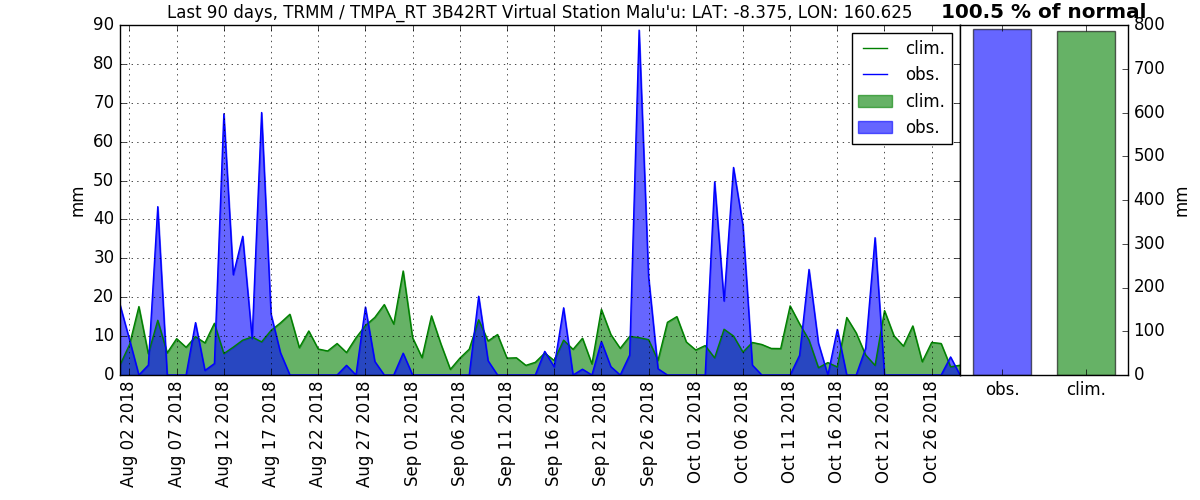 Last 90 days, TRMM / TMPA_RT 3B42RT Virtual Station Malu'u: LAT: -8.375, LON: 160.625
100.5 % of normal
90
80
70
60
50
40
30
20
10
0
mm
clim.
obs.
clim.
obs.
800
700
600
500
400
300
200
100
0
mm
obs.
clim.
Aug 02 2018
Aug 07 2018
Aug 12 2018
Aug 17 2018
Aug 22 2018
Aug 27 2018
Sep 01 2018
Sep 06 2018
Sep 11 2018
Sep 16 2018
Sep 21 2018
Sep 26 2018
Oct 01 2018
Oct 06 2018
Oct 11 2018
Oct 16 2018
Oct 21 2018
Oct 26 2018